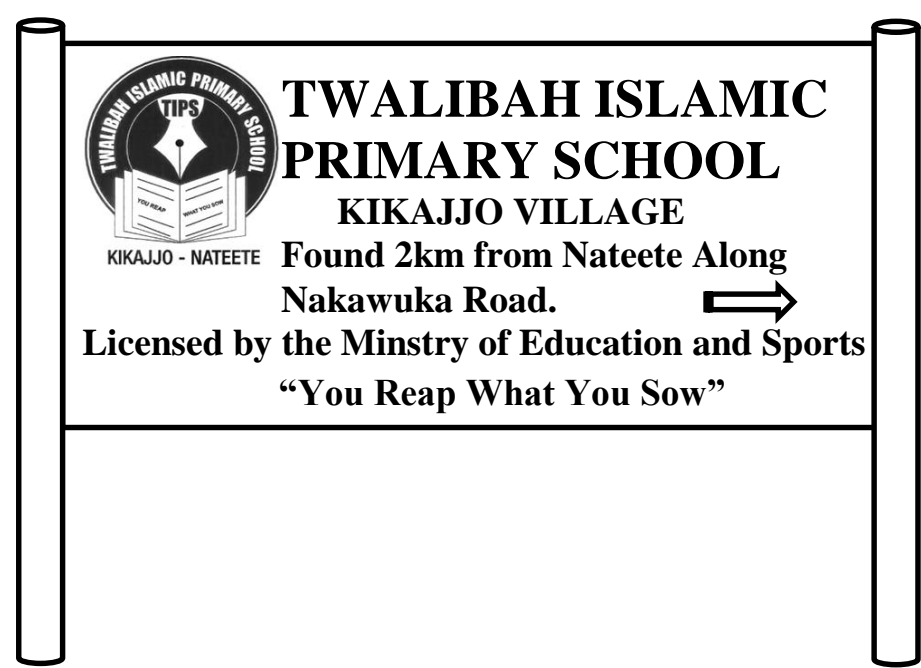 TWALIBAH ISLAMIC PRIMARY SCHOOL
TIPS
YOU REAP
WHAT YOU SOW
KIKAJJO - NATEETE
TWALIBAH ISLAMIC
PRIMARY SCHOOL
KIKAJJO VILLAGE
Found 2km from Nateete Along
Nakawuka Road.
Licensed by the Minstry of Education and Sports
“You Reap What You Sow”